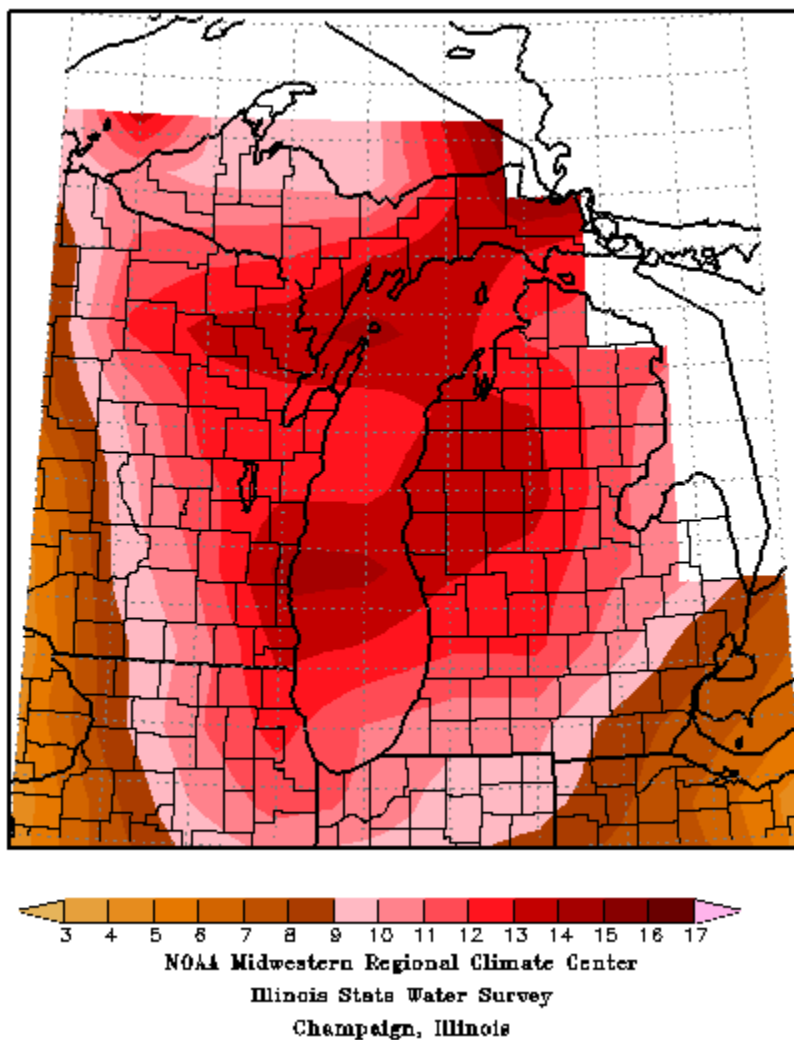 3 4 5 6 7 8 9 10 11 12 13 14 15 16 17
NOAA Midwestern Regional Climate Center
Illinois State Water Survey
Champaign, Illinois